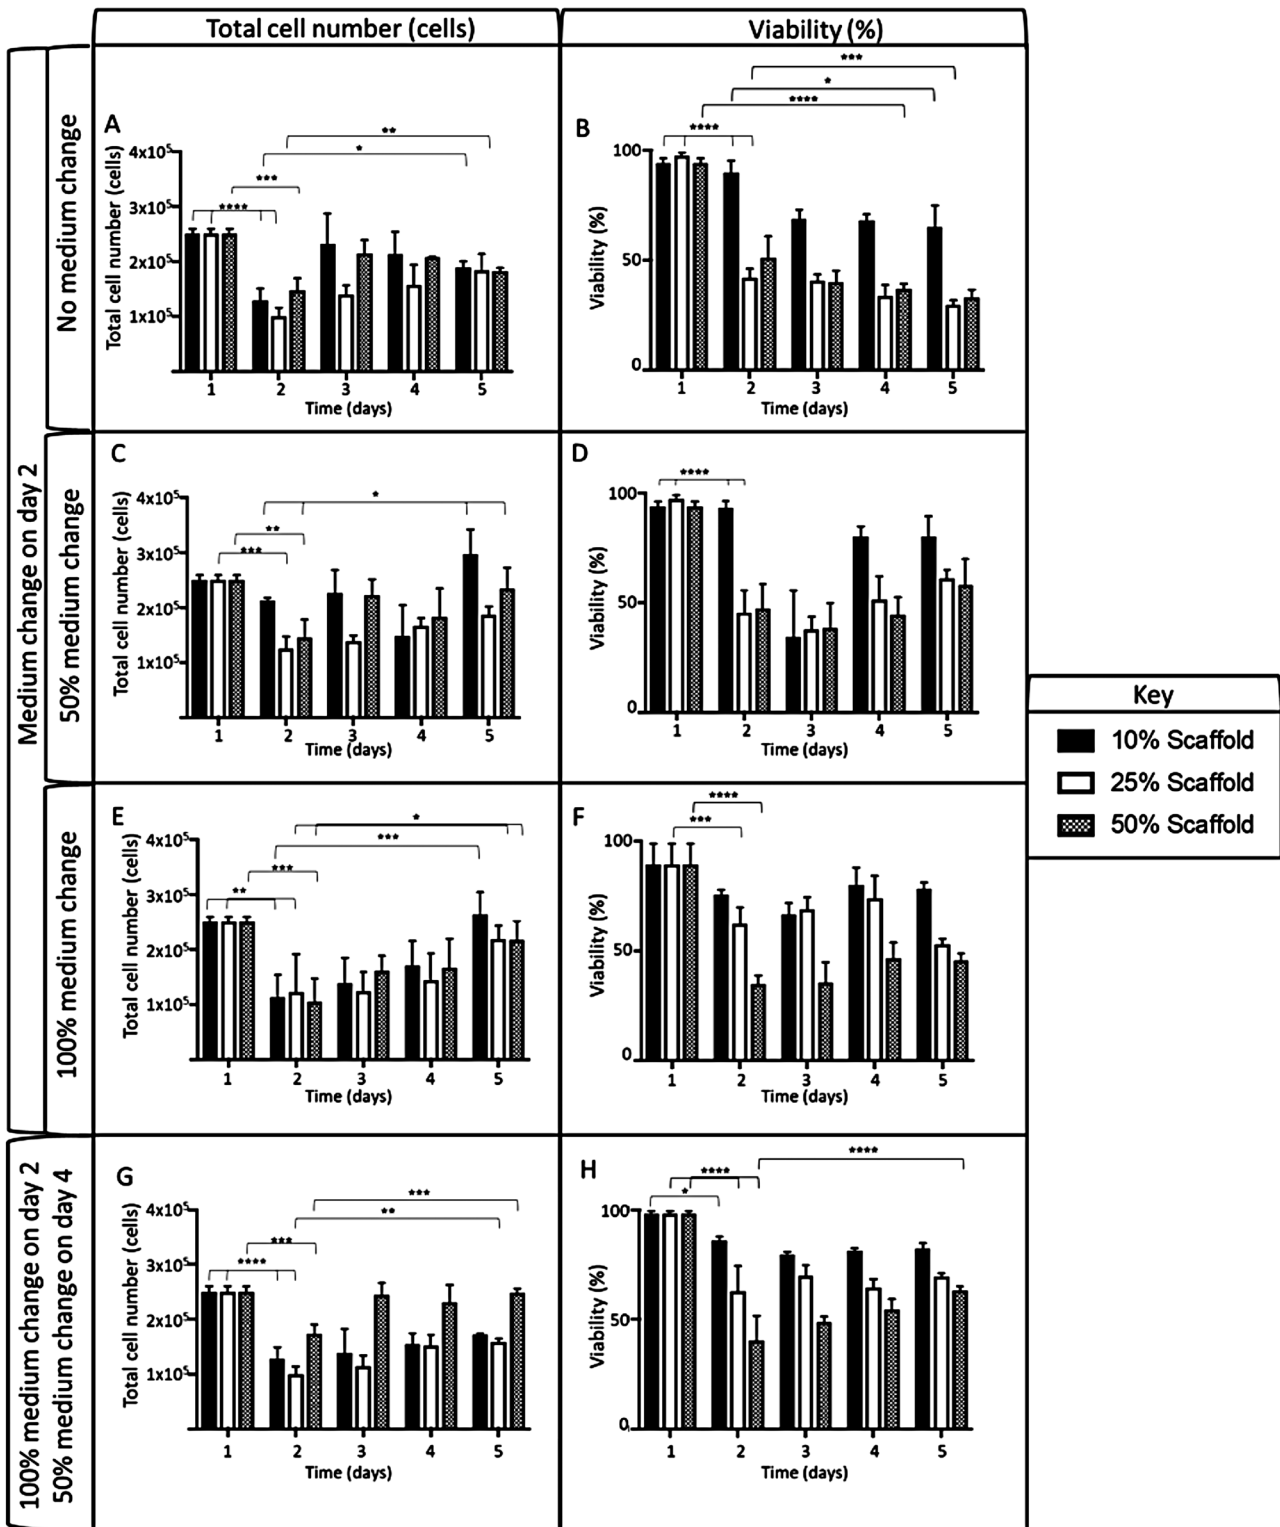 Total cell number (cells)
Viability (%)
Medium change on day 2
No medium change
A
**
*
***
****
Total cell number (cells)
4x10⁵
3x10⁵
2x10⁵
1x10⁵
1 2 3 4 5
Time (days)
B
***
*
****
****
Viability (%)
100
50
0
1 2 3 4 5
Time (days)
50% medium change
C
*
**
***
Total cell number (cells)
4x10⁵
3x10⁵
2x10⁵
1x10⁵
1 2 3 4 5
Time (days)
D
****
Viability (%)
100
50
0
1 2 3 4 5
Time (days)
Key
10% Scaffold
25% Scaffold
50% Scaffold
100% medium change
E
*
***
***
**
Total cell number (cells)
4x10⁵
3x10⁵
2x10⁵
1x10⁵
1 2 3 4 5
Time (days)
F
****
***
Viability (%)
100
50
0
1 2 3 4 5
Time (days)
100% medium change on day 2
50% medium change on day 4
G
***
**
***
****
Total cell number (cells)
4x10⁵
3x10⁵
2x10⁵
1x10⁵
1 2 3 4 5
Time (days)
H
****
****
*
Viability (%)
100
50
0
1 2 3 4 5
Time (days)